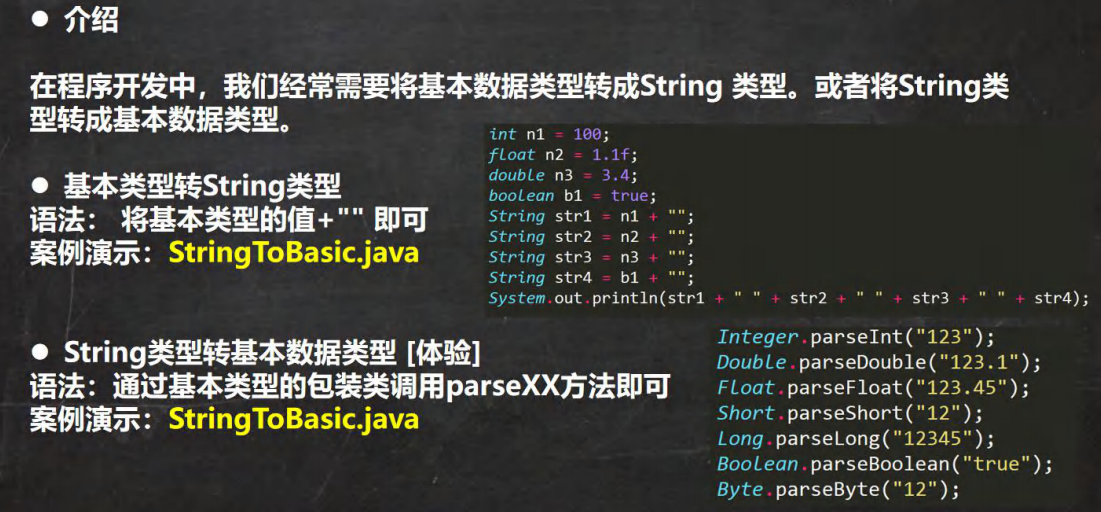 ● 介绍
在程序开发中，我们经常需要将基本数据类型转成String 类型。或者将String类
型转成基本数据类型。
● 基本类型转String类型
语法： 将基本类型的值+"" 即可
案例演示：StringToBasic.java
int n1 = 100;
float n2 = 1.1f;
double n3 = 3.4;
boolean b1 = true;
String str1 = n1 + "";
String str2 = n2 + "";
String str3 = n3 + "";
String str4 = b1 + "";
System.out.println(str1 + " " + str2 + " " + str3 + " " + str4);
● String类型转基本数据类型 [体验]
语法：通过基本类型的包装类调用parseXX方法即可
案例演示：StringToBasic.java
Integer.parseInt("123");
Double.parseDouble("123.1");
Float.parseFloat("123.45");
Short.parseShort("12");
Long.parseLong("12345");
Boolean.parseBoolean("true");
Byte.parseByte("12");